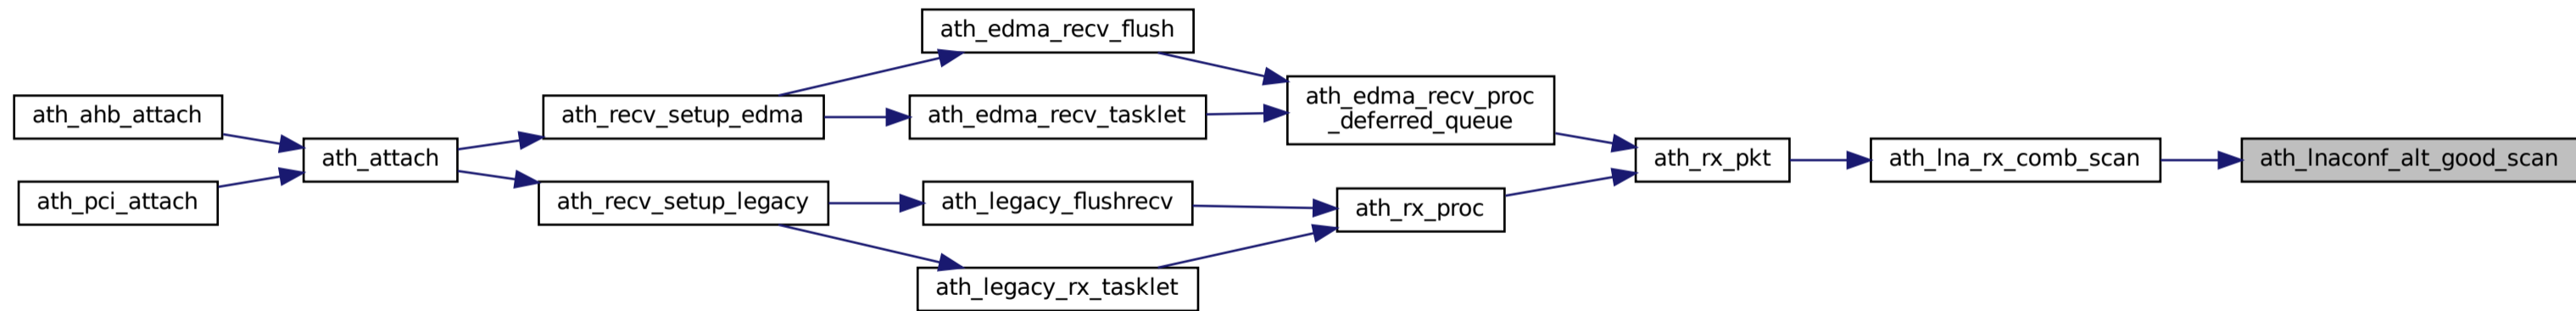 ath_ahb_attach
ath_pci_attach
ath_attach
ath_recv_setup_edma
ath_recv_setup_legacy
ath_edma_recv_flush
ath_edma_recv_tasklet
ath_legacy_flushrecv
ath_legacy_rx_tasklet
ath_edma_recv_proc
_deferred_queue
ath_rx_proc
ath_rx_pkt
ath_lna_rx_comb_scan
ath_lnaconf_alt_good_scan